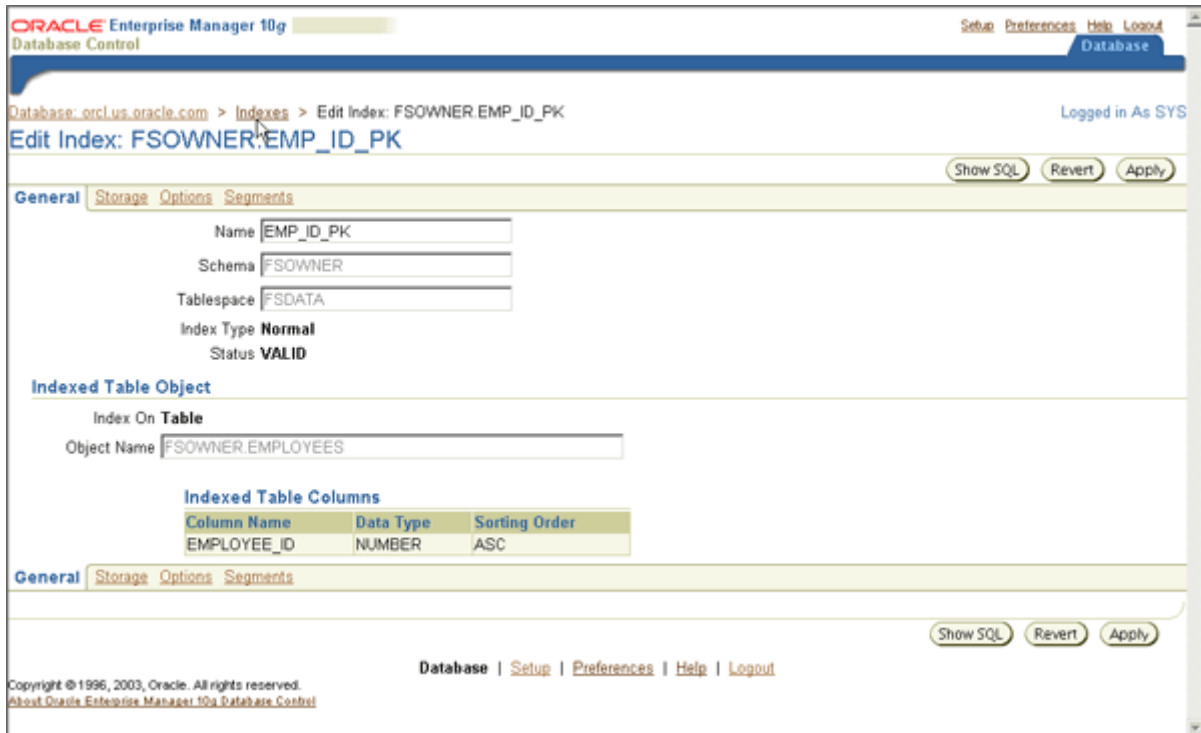 ORACLE Enterprise Manager 10g
Database Control
Setup Preferences Help Logout
Database
Database: orcl.us.oracle.com > Indexes > Edit Index: FSOWNER.EMP_ID_PK
Logged in As SYS
Edit Index: FSOWNER.EMP_ID_PK
Show SQL Revert Apply
General Storage Options Segments
Name EMP_ID_PK
Schema FSOWNER
Tablespace FSDATA
Index Type Normal
Status VALID
Indexed Table Object
Index On Table
Object Name FSOWNER.EMPLOYEES
Indexed Table Columns
Column Name Data Type Sorting Order
EMPLOYEE_ID NUMBER ASC
General Storage Options Segments
Show SQL Revert Apply
Database | Setup | Preferences | Help | Logout
Copyright © 1996, 2003, Oracle. All rights reserved.
About Oracle Enterprise Manager 10g Database Control